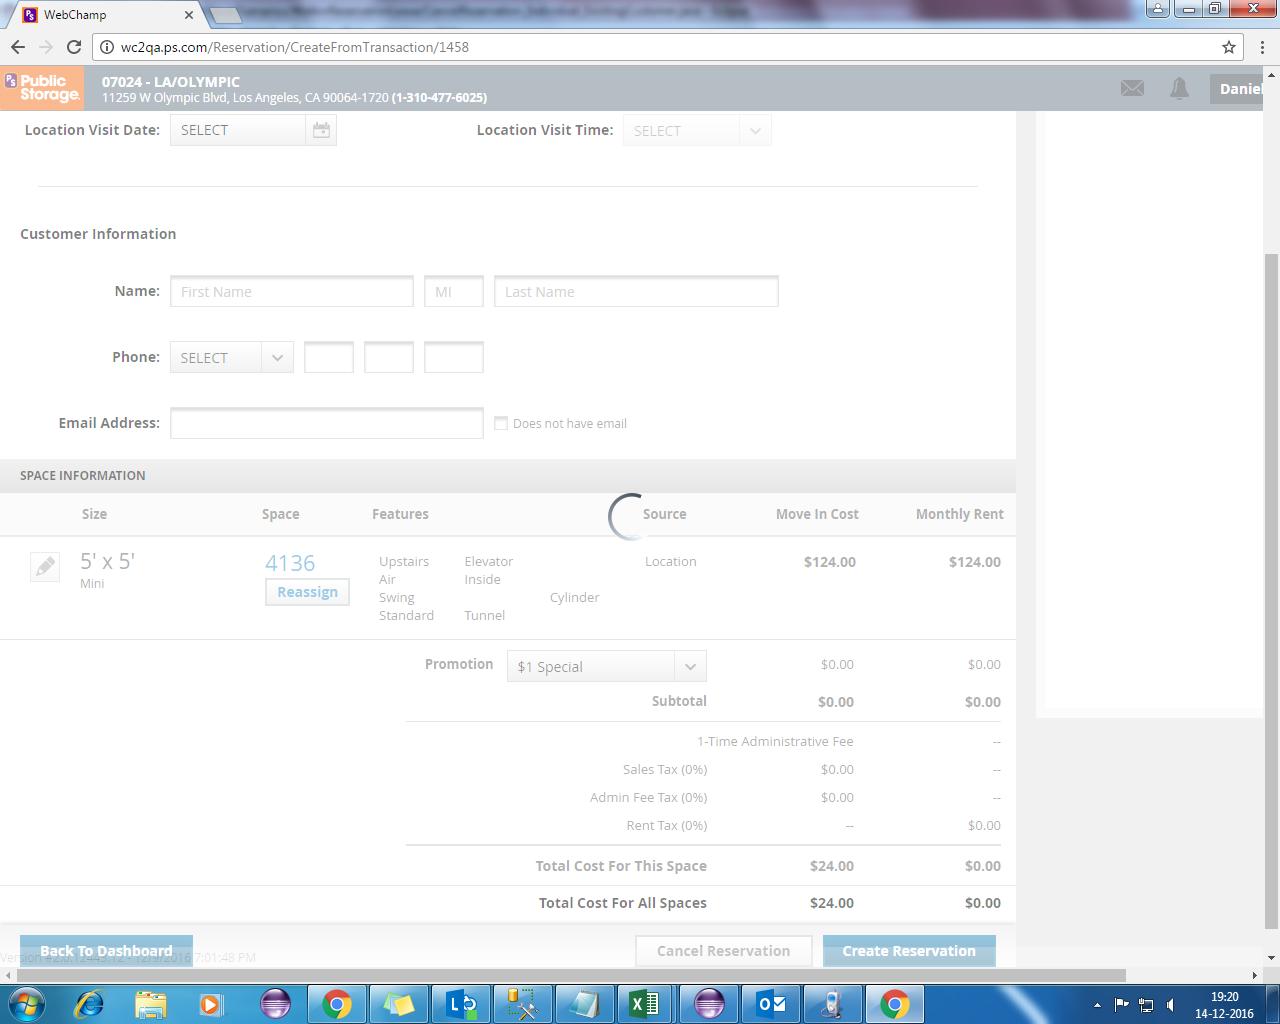 WebChamp
wc2qa.ps.com/Reservation/CreateFromTransaction/1458
PS Public Storage.
07024 - LA/OLYMPIC
11259 W Olympic Blvd, Los Angeles, CA 90064-1720 (1-310-477-6025)
Daniel
Location Visit Date: SELECT Location Visit Time: SELECT
Customer Information
Name: First Name MI Last Name
Phone: SELECT
Email Address: Does not have email
SPACE INFORMATION
Size Space Features Source Move In Cost Monthly Rent
5' x 5' 4136 Upstairs Elevator Location $124.00 $124.00
Mini Air Inside
Reassign Swing Cylinder
Standard Tunnel
Promotion $1 Special $0.00 $0.00
Subtotal $0.00 $0.00
1-Time Administrative Fee --
Sales Tax (0%) $0.00 --
Admin Fee Tax (0%) $0.00 --
Rent Tax (0%) -- $0.00
Total Cost For This Space $24.00 $0.00
Total Cost For All Spaces $24.00 $0.00
Back To Dashboard Cancel Reservation Create Reservation
19:20
14-12-2016